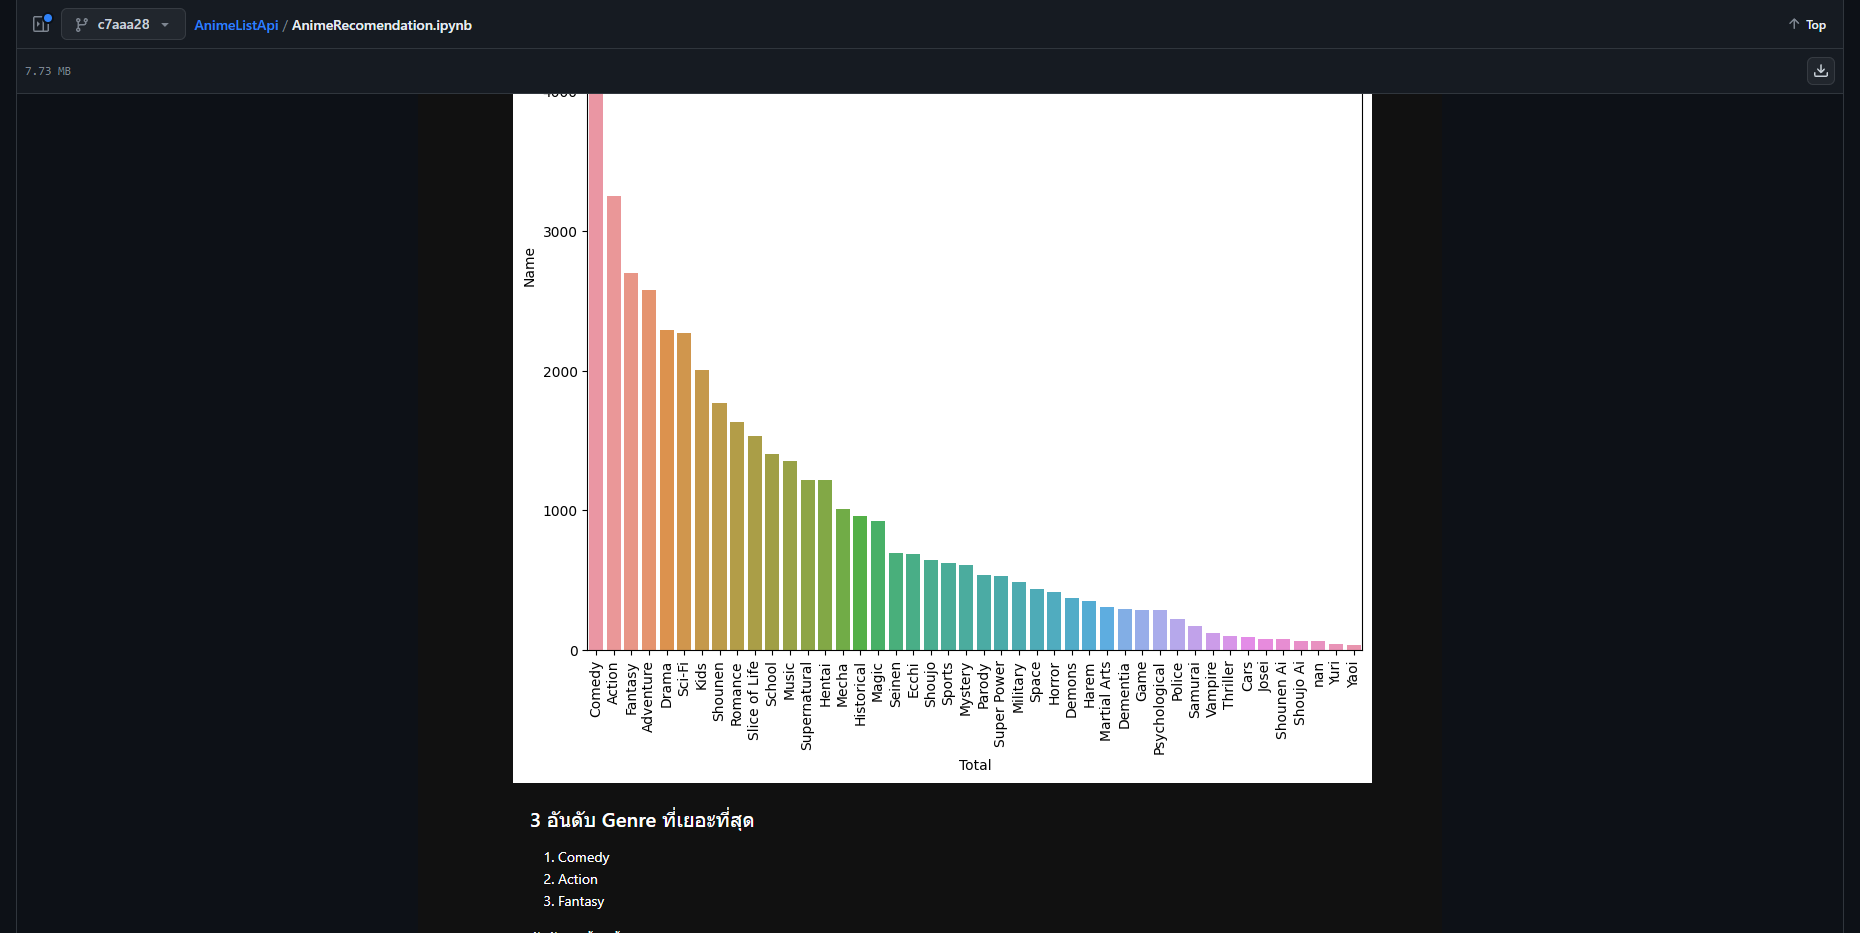 c7aaa28
AnimeListApi / AnimeRecomendation.ipynb
Top
7.73 MB
4000
3000
2000
1000
0
Name
Comedy
Action
Fantasy
Adventure
Drama
Sci-Fi
Kids
Shounen
Romance
Slice of Life
School
Music
Supernatural
Hentai
Mecha
Historical
Magic
Seinen
Ecchi
Shoujo
Sports
Mystery
Parody
Super Power
Military
Space
Horror
Demons
Harem
Martial Arts
Dementia
Game
Psychological
Police
Samurai
Vampire
Thriller
Cars
Josei
Shounen Ai
Shoujo Ai
nan
Yuri
Yaoi
Total
3 อันดับ Genre ที่เยอะที่สุด
1. Comedy
2. Action
3. Fantasy